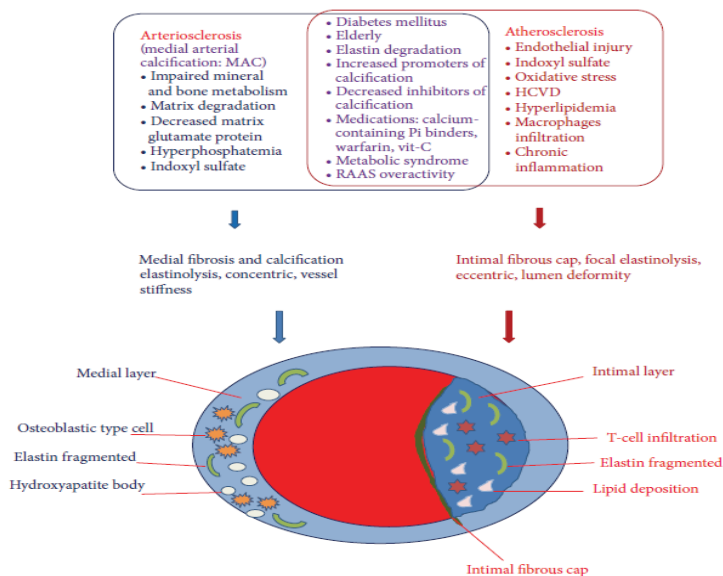 Arteriosclerosis
(medial arterial
calcification: MAC)
• Impaired mineral
and bone metabolism
• Matrix degradation
• Decreased matrix
glutamate protein
• Hyperphosphatemia
• Indoxyl sulfate
• Diabetes mellitus
• Elderly
• Elastin degradation
• Increased promoters of
calcification
• Decreased inhibitors of
calcification
• Medications: calcium-
containing Pi binders,
warfarin, vit-C
• Metabolic syndrome
• RAAS overactivity
Atherosclerosis
• Endothelial injury
• Indoxyl sulfate
• Oxidative stress
• HCVD
• Hyperlipidemia
• Macrophages
infiltration
• Chronic
inflammation
Medial fibrosis and calcification
elastinolysis, concentric, vessel
stiffness
Intimal fibrous cap, focal elastinolysis,
eccentric, lumen deformity
Medial layer
Osteoblastic type cell
Elastin fragmented
Hydroxyapatite body
Intimal layer
T-cell infiltration
Elastin fragmented
Lipid deposition
Intimal fibrous cap